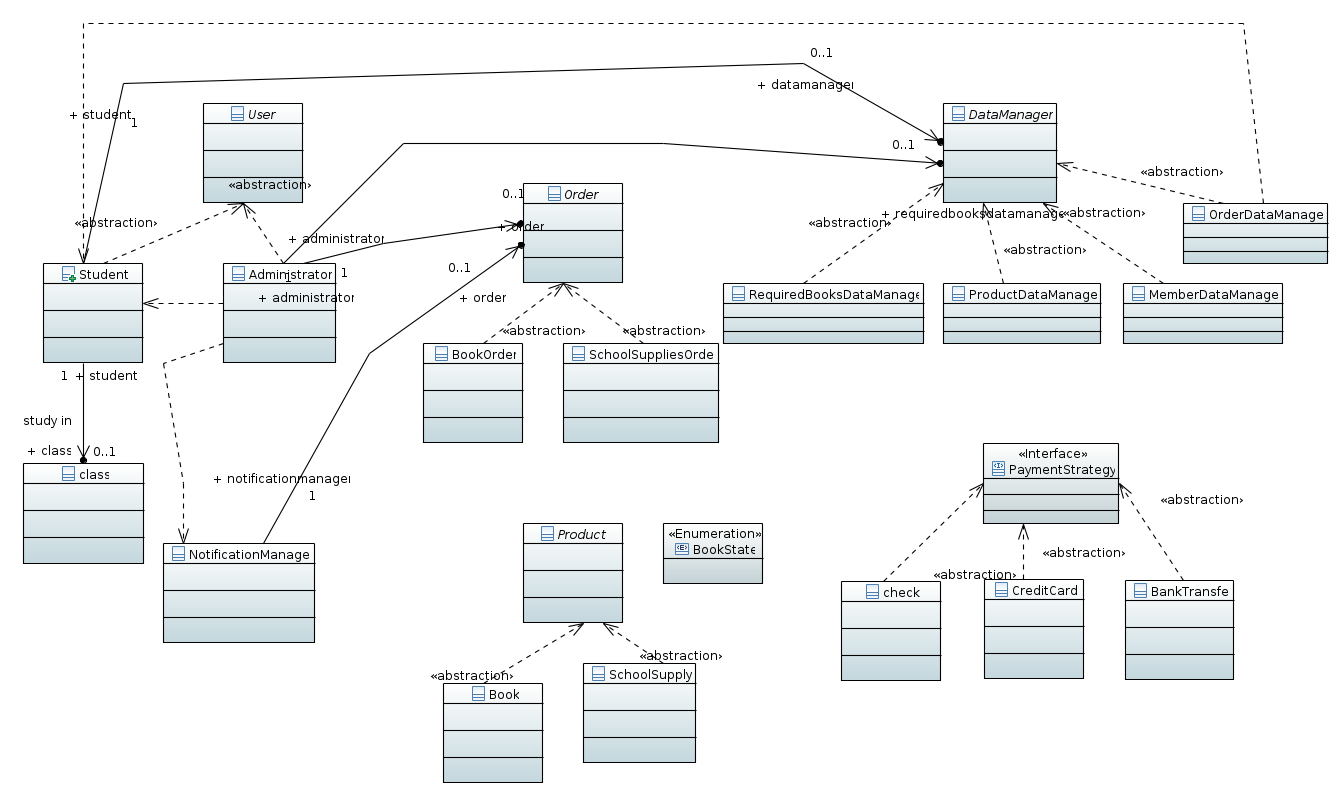 0..1
+ datamanager
+ student
1
User
DataManager
0..1
«abstraction»
«abstraction»
0..1
Order
«abstraction»
+ order
«abstraction»
+ requiredbooksdatamanage
«abstraction»
OrderDataManage
+ administrator
«abstraction»
Student
Administrator
1
1
0..1
+ administrator
+ order
RequiredBooksDataManage
ProductDataManage
MemberDataManage
«abstraction»
«abstraction»
BookOrder
SchoolSuppliesOrde
1
+ student
study in
+ class
0..1
class
+ notificationmanager
1
«Interface»
PaymentStrategy
«abstraction»
NotificationManage
Product
«Enumeration»
BookState
«abstraction»
«abstraction»
check
CreditCard
BankTransfe
«abstraction»
«abstraction»
Book
SchoolSupply